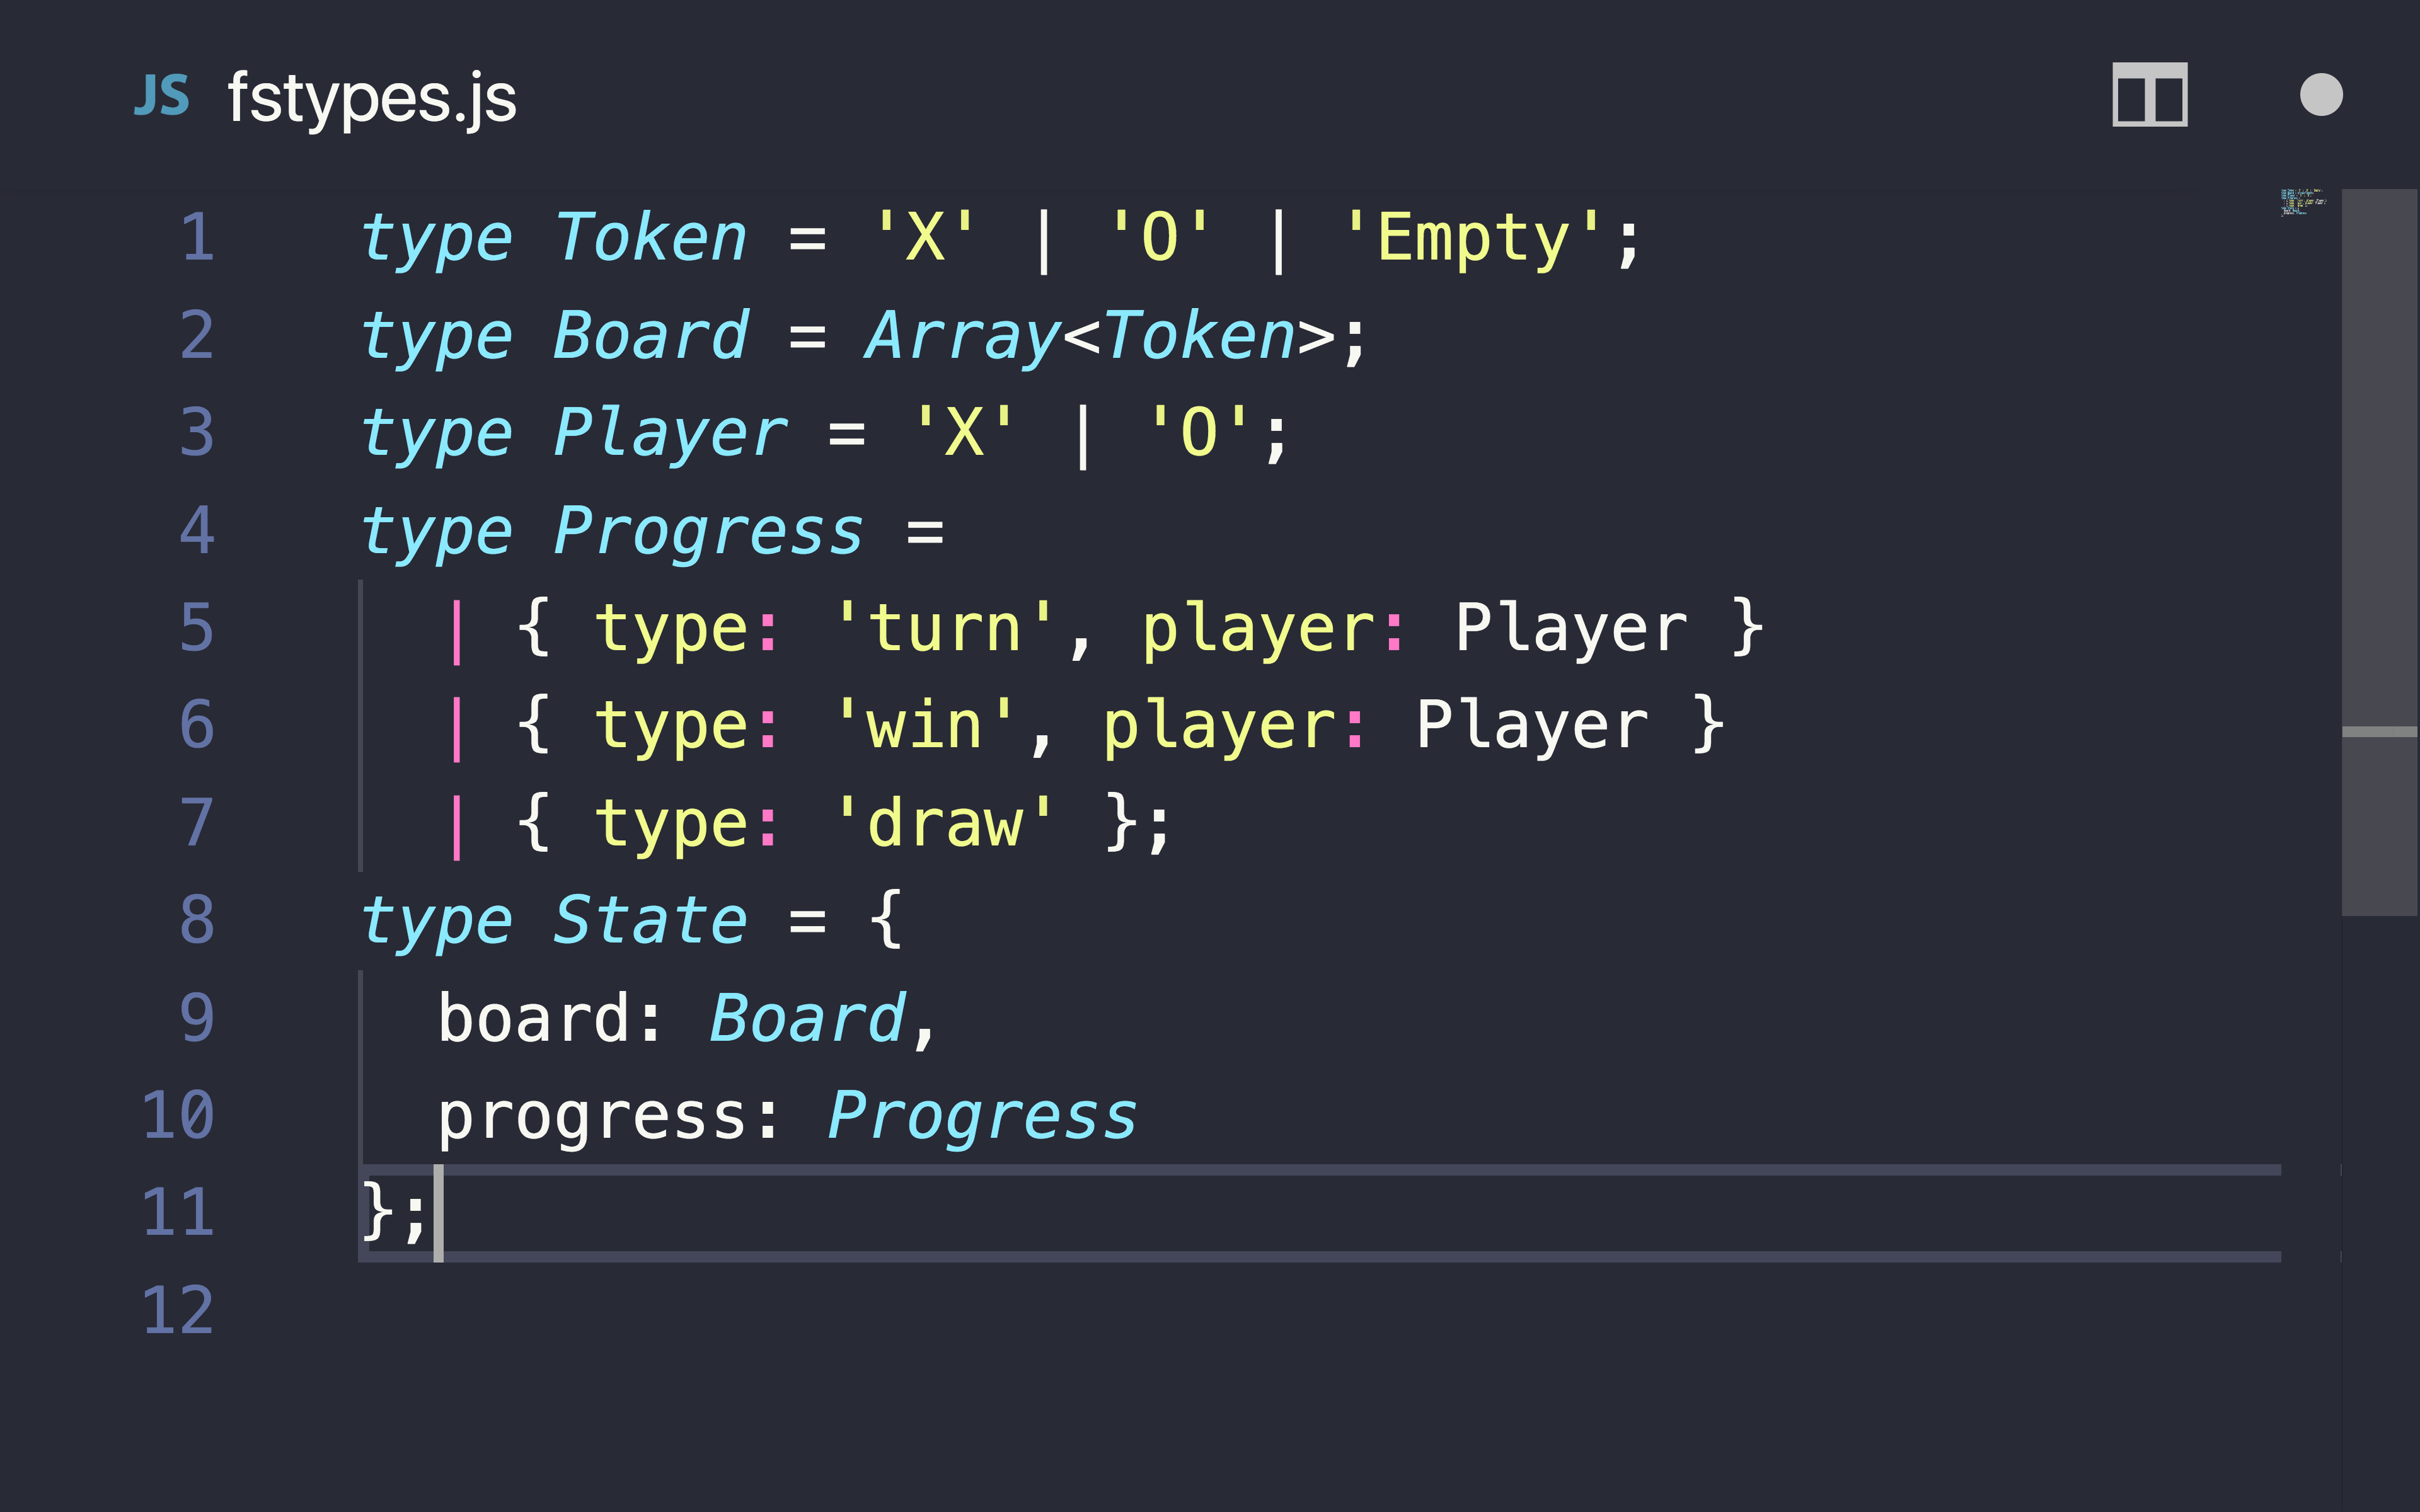 JS fstypes.js
1 type Token = 'X' | 'O' | 'Empty';
2 type Board = Array<Token>;
3 type Player = 'X' | 'O';
4 type Progress =
5   | { type: 'turn', player: Player }
6   | { type: 'win', player: Player }
7   | { type: 'draw' };
8 type State = {
9   board: Board,
10   progress: Progress
11 };
12